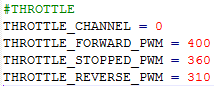 #THROTTLE
THROTTLE_CHANNEL = 0
THROTTLE_FORWARD_PWM = 400
THROTTLE_STOPPED_PWM = 360
THROTTLE_REVERSE_PWM = 310